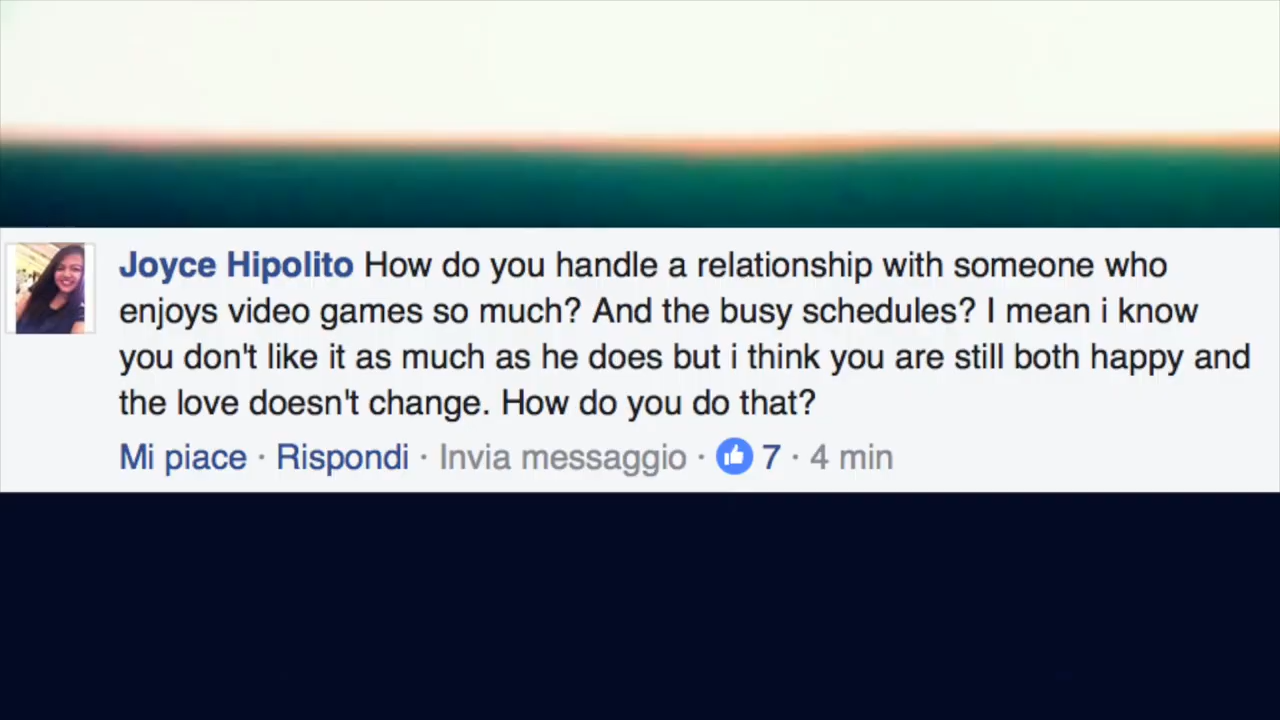 Joyce Hipolito How do you handle a relationship with someone who
enjoys video games so much? And the busy schedules? I mean i know
you don't like it as much as he does but i think you are still both happy and
the love doesn't change. How do you do that?
Mi piace · Rispondi · Invia messaggio · 7 · 4 min